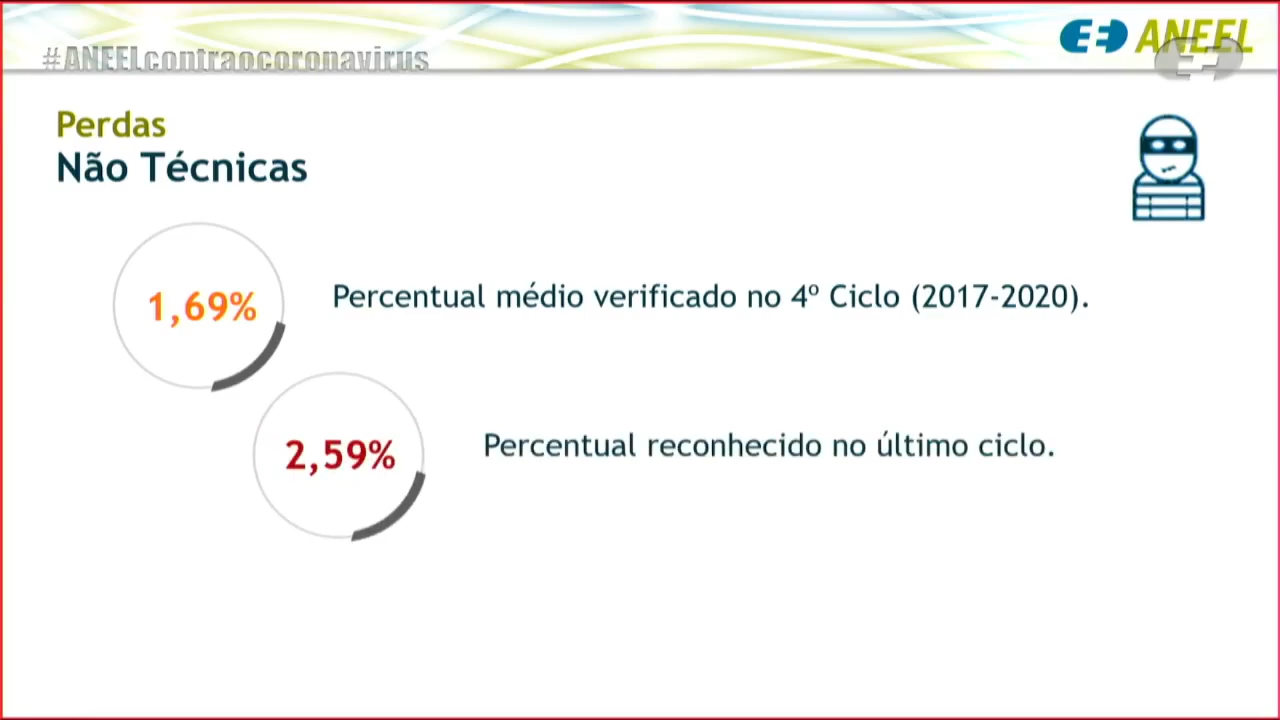 #ANEELcontraocoronavirus
ANEEL
Perdas
Não Técnicas
1,69%
Percentual médio verificado no 4º Ciclo (2017-2020).
2,59%
Percentual reconhecido no último ciclo.